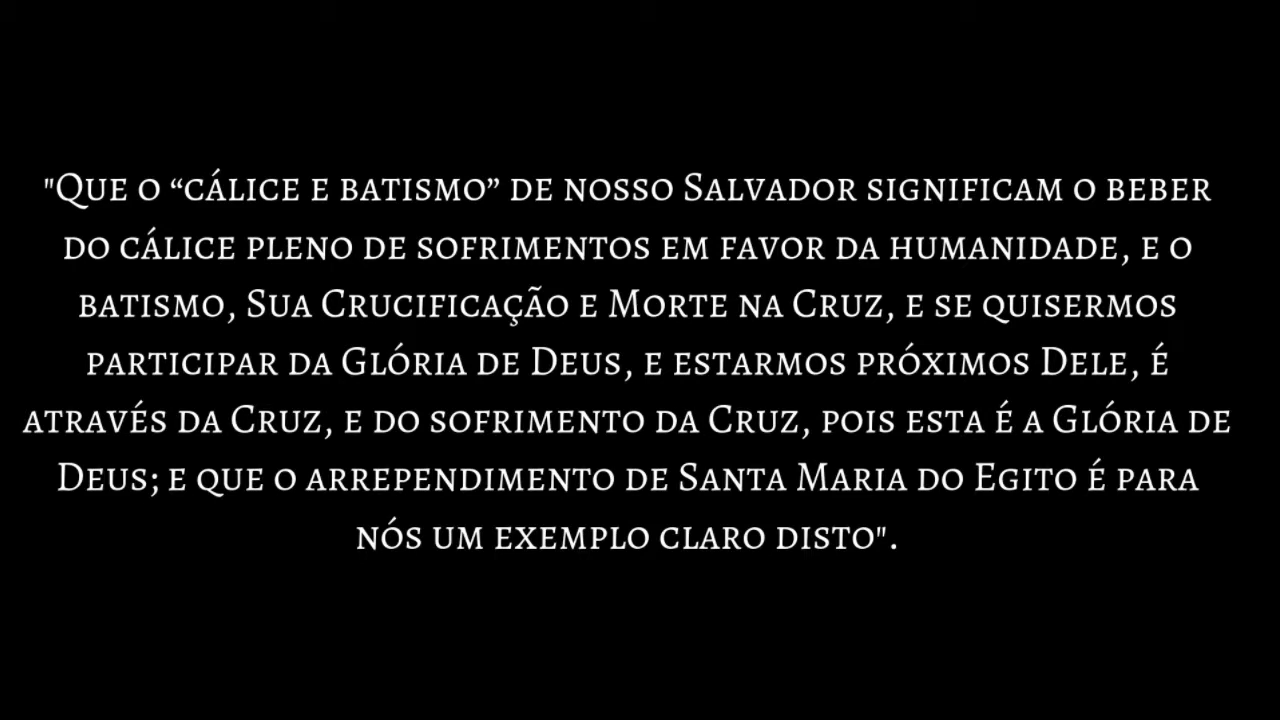 "Que o “cálice e batismo” de nosso Salvador significam o beber
do cálice pleno de sofrimentos em favor da humanidade, e o
batismo, Sua Crucificação e Morte na Cruz, e se quisermos
participar da Glória de Deus, e estarmos próximos Dele, é
através da Cruz, e do sofrimento da Cruz, pois esta é a Glória de
Deus; e que o arrependimento de Santa Maria do Egito é para
nós um exemplo claro disto".